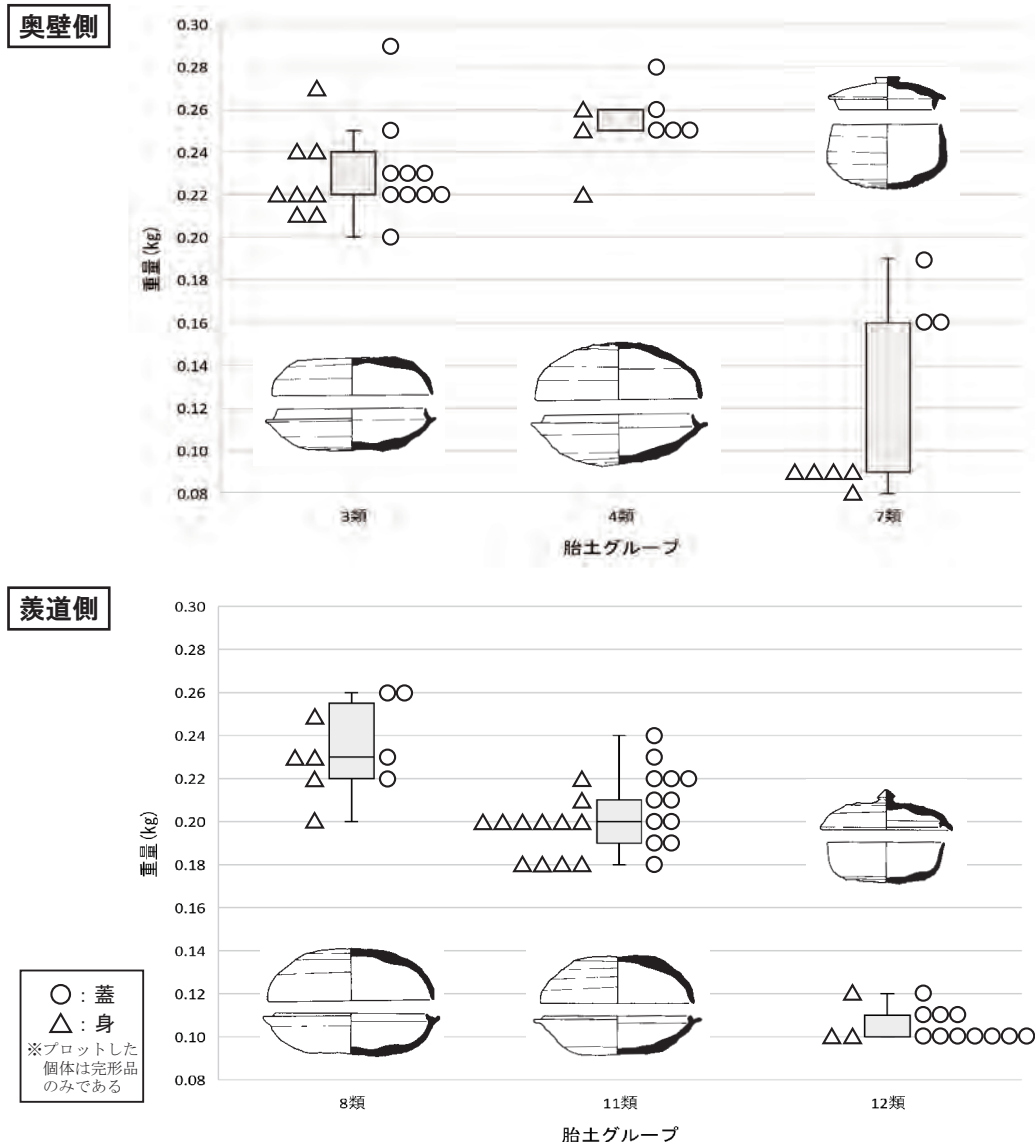 奥壁側
0.30
0.28
0.26
0.24
0.22
0.20
0.18
0.16
0.14
0.12
0.10
0.08
重量(kg)
3類 4類 7類
胎土グループ
羨道側
0.30
0.28
0.26
0.24
0.22
0.20
0.18
0.16
0.14
0.12
0.10
0.08
重量(kg)
○：蓋
△：身
※プロットした
個体は完形品
のみである
8類 11類 12類
胎土グループ